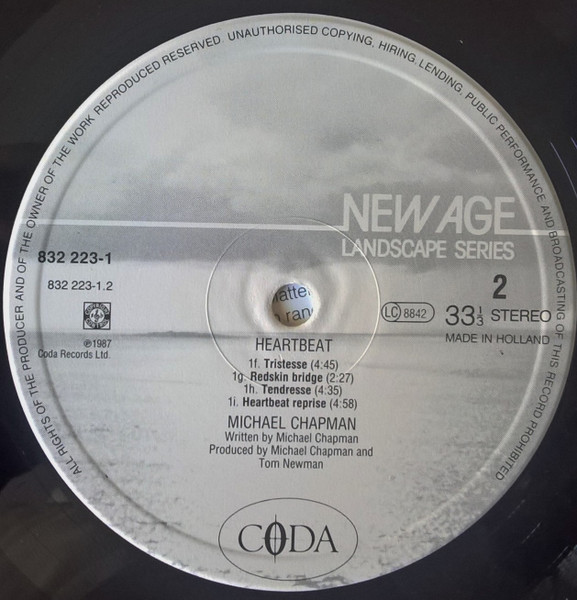 ALL RIGHTS OF THE PRODUCER AND OF THE OWNER OF THE WORK REPRODUCED RESERVED. UNAUTHORISED COPYING, HIRING, LENDING, PUBLIC PERFORMANCE AND BROADCASTING OF THIS RECORD PROHIBITED
NEW AGE
LANDSCAPE SERIES
832 223-1
832 223-1.2
2
LC 8842
33 1/3 STEREO
MADE IN HOLLAND
℗1987
Coda Records Ltd.
HEARTBEAT
1f. Tristesse (4:45)
1g. Redskin bridge (2:27)
1h. Tendresse (4:35)
1i. Heartbeat reprise (4:58)
MICHAEL CHAPMAN
Written by Michael Chapman
Produced by Michael Chapman and
Tom Newman
CODA